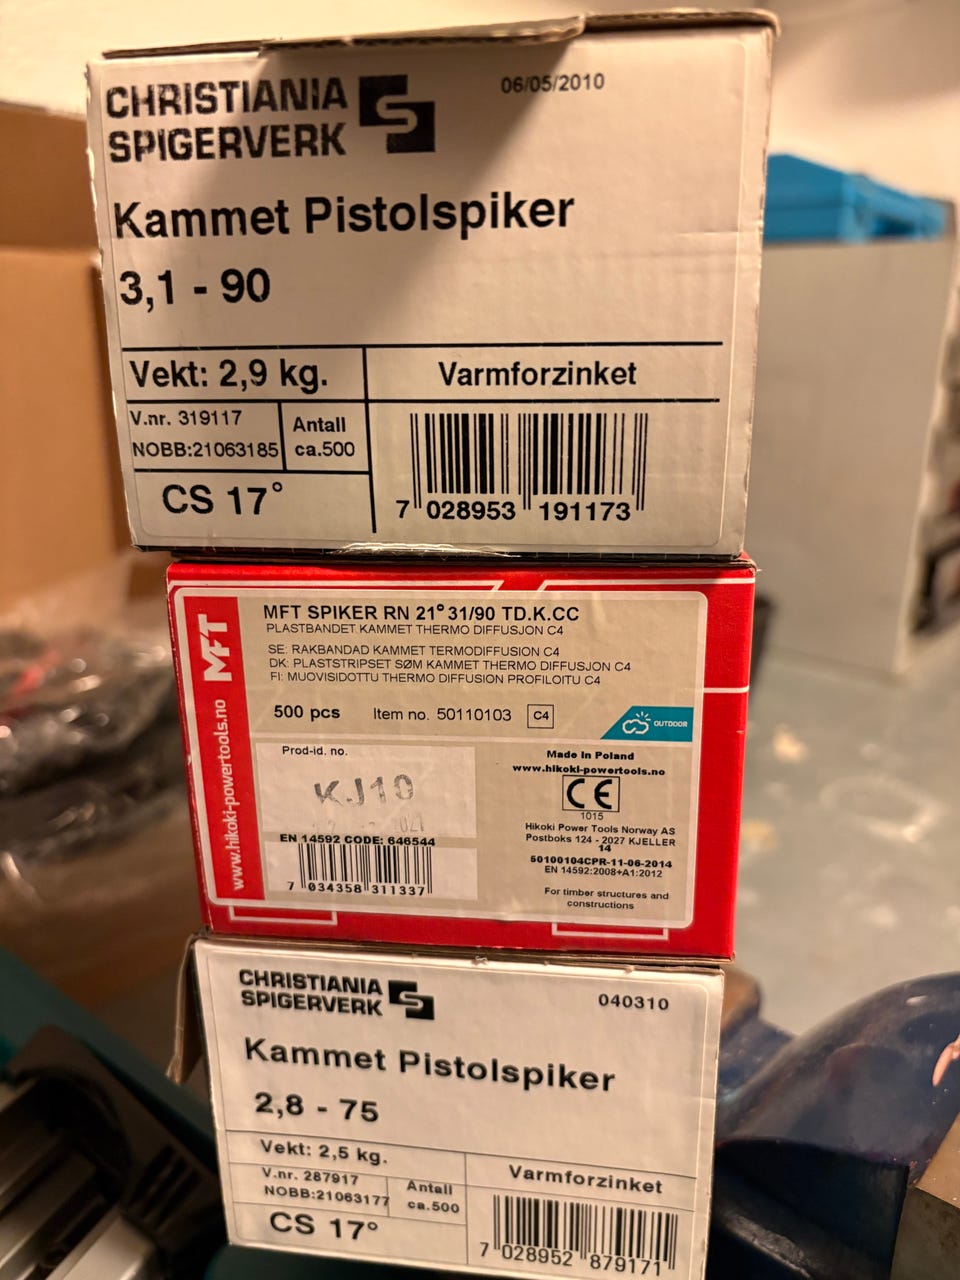 CHRISTIANIA
SPIGERVERK
06/05/2010
Kammet Pistolspiker
3,1 - 90
Vekt: 2,9 kg.
Varmforzinket
V.nr. 319117
NOBB:21063185
Antall
ca.500
CS 17°
7 028953 191173
MFT
www.hikoki-powertools.no
MFT SPIKER RN 21° 31/90 TD.K.CC
PLASTBANDET KAMMET THERMO DIFFUSJON C4
SE: RAKBANDAD KAMMET TERMODIFFUSION C4
DK: PLASTSTRIPSET SØM KAMMET THERMO DIFFUSJON C4
FI: MUOVISIDOTTU THERMO DIFFUSION PROFILOITU C4
500 pcs Item no. 50110103 C4
OUTDOOR
Prod-id. no.
KJ10
EN 14592 CODE: 646544
7 034358 311337
Made In Poland
www.hikoki-powertools.no
CE
1015
Hikoki Power Tools Norway AS
Postboks 124 - 2027 KJELLER
14
50100104CPR-11-06-2014
EN 14592:2008+A1:2012
For timber structures and
constructions
CHRISTIANIA
SPIGERVERK
040310
Kammet Pistolspiker
2,8 - 75
Vekt: 2,5 kg.
Varmforzinket
V.nr. 287917
NOBB:21063177
Antall
ca.500
CS 17°
7 028952 879171